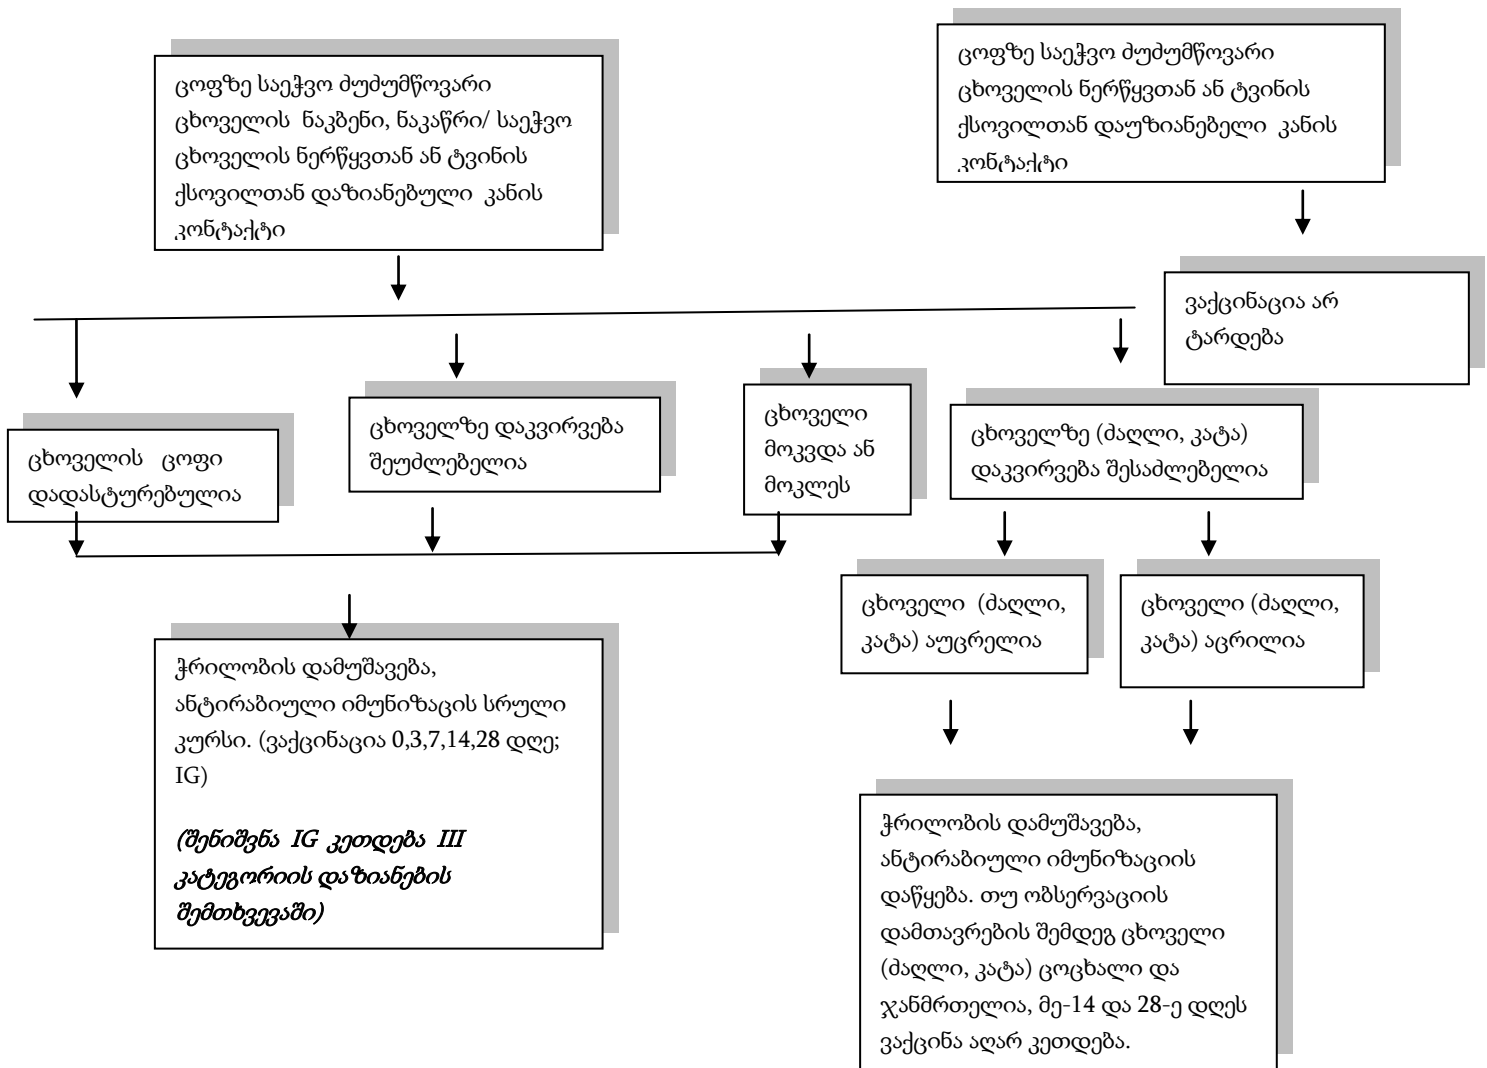 ცოფზე საეჭვო ძუძუმწოვარი
ცხოველის ნაკბენი, ნაკაწრი/ საეჭვო
ცხოველის ნერწყვთან ან ტვინის
ქსოვილთან დაზიანებული კანის
კონტაქტი
ცოფზე საეჭვო ძუძუმწოვარი
ცხოველის ნერწყვთან ან ტვინის
ქსოვილთან დაუზიანებელი კანის
კონტაქტი
ვაქცინაცია არ
ტარდება
ცხოველის ცოფი
დადასტურებულია
ცხოველზე დაკვირვება
შეუძლებელია
ცხოველი
მოკვდა ან
მოკლეს
ცხოველზე (ძაღლი, კატა)
დაკვირვება შესაძლებელია
ცხოველი (ძაღლი,
კატა) აუცრელია
ცხოველი (ძაღლი,
კატა) აცრილია
ჭრილობის დამუშავება,
ანტირაბიული იმუნიზაცის სრული
კურსი. (ვაქცინაცია 0,3,7,14,28 დღე;
IG)
(შენიშვნა IG კეთდება III
კატეგორიის დაზიანების
შემთხვევაში)
ჭრილობის დამუშავება,
ანტირაბიული იმუნიზაციის
დაწყება. თუ ობსერვაციის
დამთავრების შემდეგ ცხოველი
(ძაღლი, კატა) ცოცხალი და
ჯანმრთელია, მე-14 და 28-ე დღეს
ვაქცინა აღარ კეთდება.